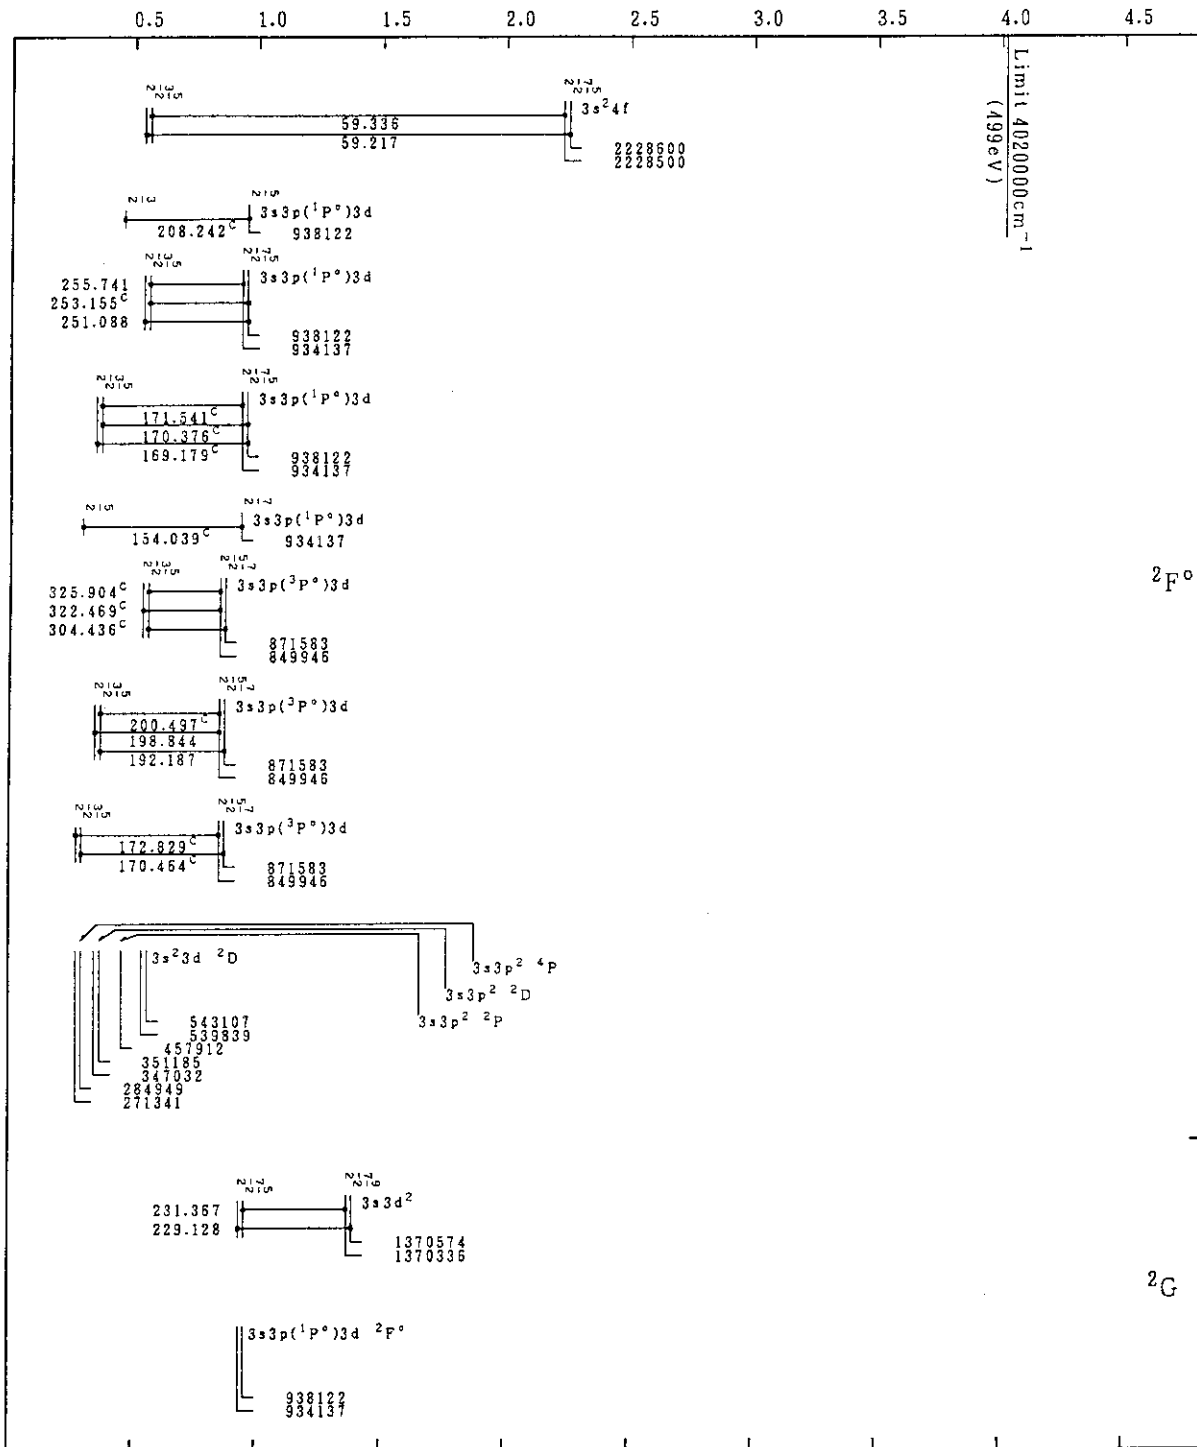 0.5 1.0 1.5 2.0 2.5 3.0 3.5 4.0 4.5
Limit 4020000cm⁻¹
(499eV)
3s²4f
59.336
59.217
2228600
2228500
3s3p(¹P°)3d
208.242ᶜ
938122
3s3p(¹P°)3d
255.741
253.155ᶜ
251.088
938122
934137
3s3p(¹P°)3d
171.541ᶜ
170.376ᶜ
169.179ᶜ
938122
934137
3s3p(¹P°)3d
154.039ᶜ
934137
²F°
3s3p(³P°)3d
325.904ᶜ
322.469ᶜ
304.436ᶜ
871583
849946
3s3p(³P°)3d
200.497ᶜ
198.844
192.187
871583
849946
3s3p(³P°)3d
172.829ᶜ
170.464ᶜ
871583
849946
3s²3d ²D
3s3p² ⁴P
3s3p² ²D
3s3p² ²P
543107
539839
457912
351185
347032
284949
271341
3s3d²
231.367
229.128
1370574
1370336
²G
3s3p(¹P°)3d ²F°
938122
934137